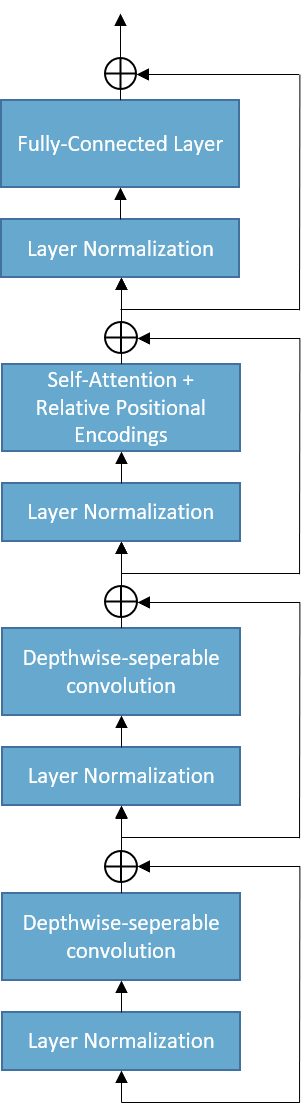 Fully-Connected Layer
Layer Normalization
Self-Attention +
Relative Positional
Encodings
Layer Normalization
Depthwise-seperable
convolution
Layer Normalization
Depthwise-seperable
convolution
Layer Normalization